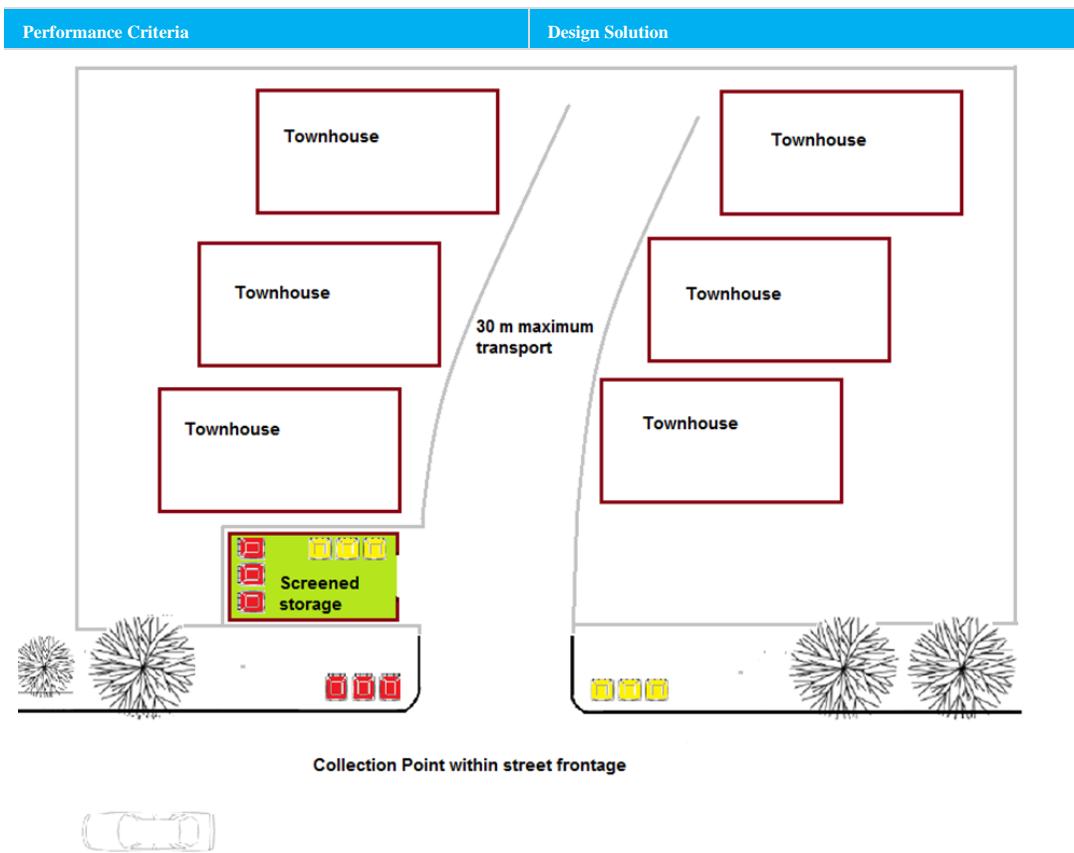 Performance Criteria
Design Solution
Townhouse
Townhouse
Townhouse
Townhouse
30 m maximum
transport
Townhouse
Townhouse
Screened
storage
Collection Point within street frontage